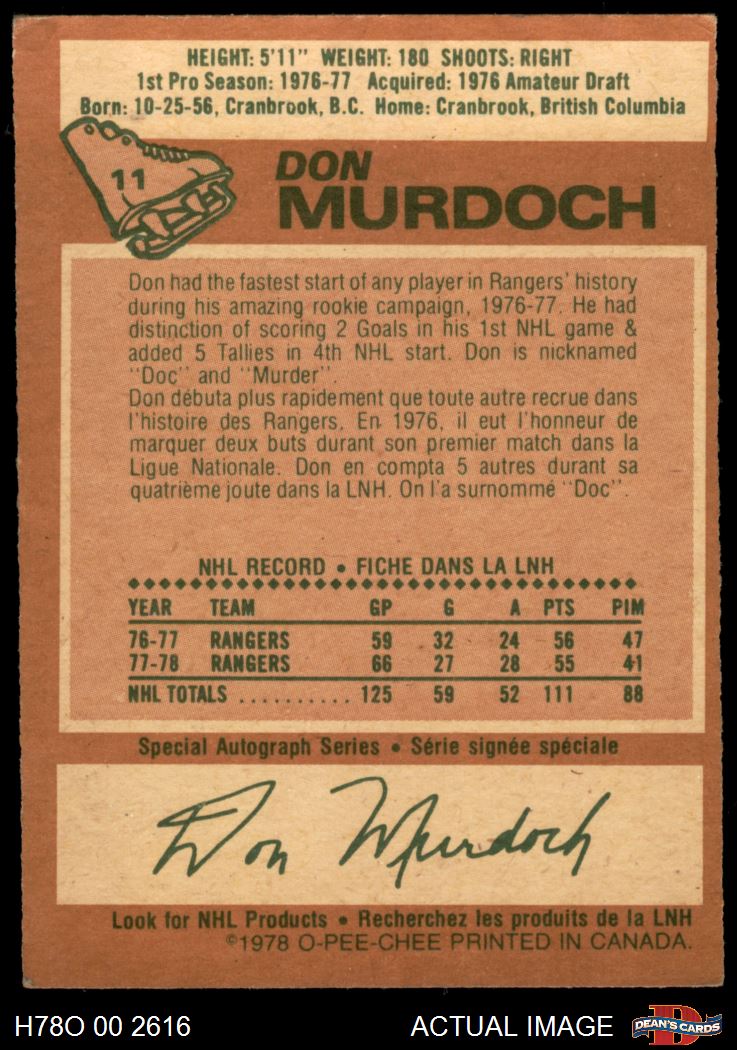 HEIGHT: 5'11" WEIGHT: 180 SHOOTS: RIGHT
1st Pro Season: 1976-77 Acquired: 1976 Amateur Draft
Born: 10-25-56, Cranbrook, B.C. Home: Cranbrook, British Columbia
11
DON
MURDOCH
Don had the fastest start of any player in Rangers' history
during his amazing rookie campaign, 1976-77. He had
distinction of scoring 2 Goals in his 1st NHL game &
added 5 Tallies in 4th NHL start. Don is nicknamed
"Doc" and "Murder".
Don débuta plus rapidement que toute autre recrue dans
l'histoire des Rangers. En 1976, il eut l'honneur de
marquer deux buts durant son premier match dans la
Ligue Nationale. Don en compta 5 autres durant sa
quatrième joute dans la LNH. On l'a surnommé "Doc".
NHL RECORD • FICHE DANS LA LNH
YEAR TEAM GP G A PTS PIM
76-77 RANGERS 59 32 24 56 47
77-78 RANGERS 66 27 28 55 41
NHL TOTALS .......... 125 59 52 111 88
Special Autograph Series • Série signée spéciale
Don Murdoch
Look for NHL Products • Recherchez les produits de la LNH
©1978 O-PEE-CHEE PRINTED IN CANADA.
H78O 00 2616 ACTUAL IMAGE DEAN'S CARDS